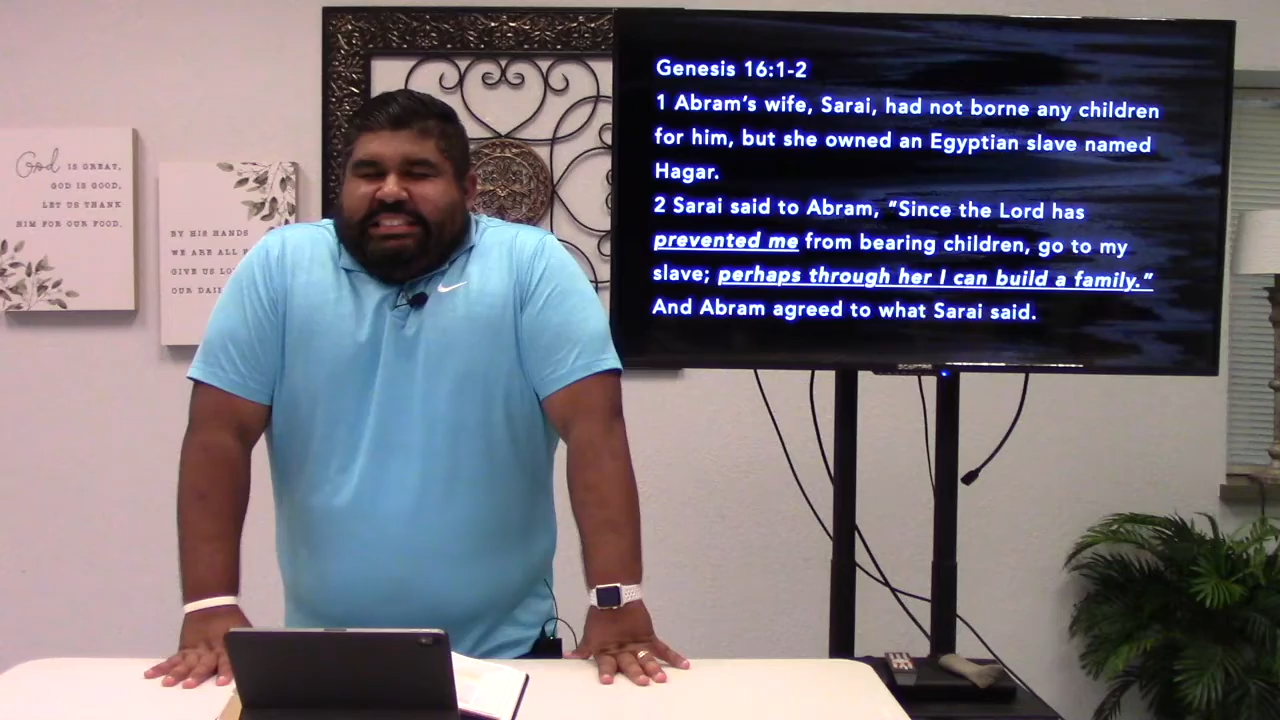 God IS GREAT,
GOD IS GOOD,
LET US THANK
HIM FOR OUR FOOD.
BY HIS HANDS
WE ARE ALL
GIVE US
OUR
Genesis 16:1-2
1 Abram’s wife, Sarai, had not borne any children
for him, but she owned an Egyptian slave named
Hagar.
2 Sarai said to Abram, “Since the Lord has
prevented me from bearing children, go to my
slave; perhaps through her I can build a family.”
And Abram agreed to what Sarai said.
SCEPTRE